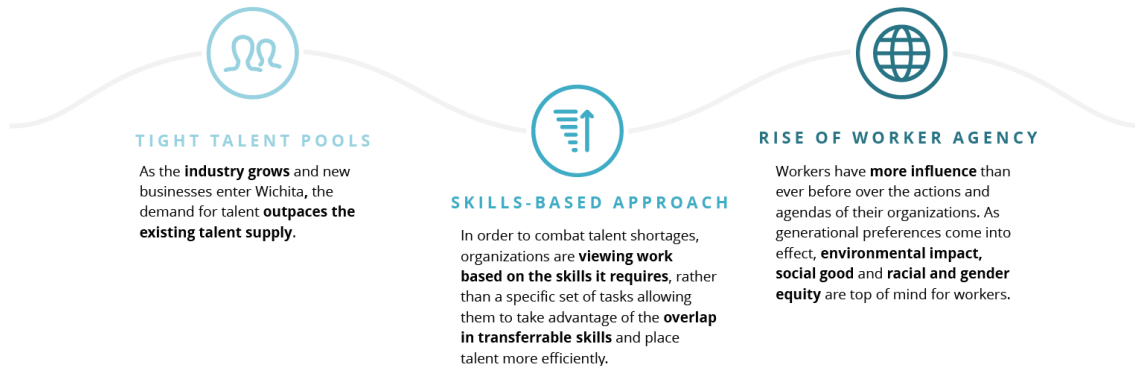 TIGHT TALENT POOLS
As the industry grows and new
businesses enter Wichita, the
demand for talent outpaces the
existing talent supply.
SKILLS-BASED APPROACH
In order to combat talent shortages,
organizations are viewing work
based on the skills it requires, rather
than a specific set of tasks allowing
them to take advantage of the overlap
in transferrable skills and place
talent more efficiently.
RISE OF WORKER AGENCY
Workers have more influence than
ever before over the actions and
agendas of their organizations. As
generational preferences come into
effect, environmental impact,
social good and racial and gender
equity are top of mind for workers.